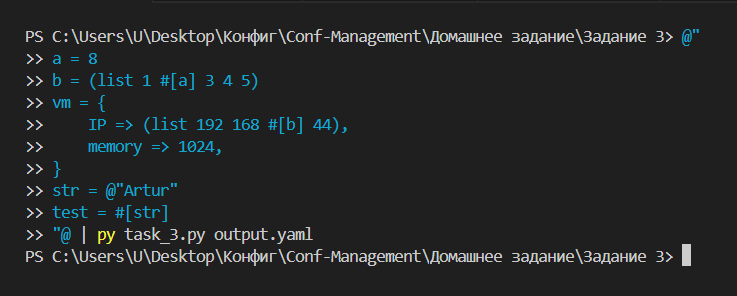 PS C:\Users\U\Desktop\Конфиг\Conf-Management\Домашнее задание\Задание 3> @"
>> a = 8
>> b = (list 1 #[a] 3 4 5)
>> vm = {
>>     IP => (list 192 168 #[b] 44),
>>     memory => 1024,
>> }
>> str = @"Artur"
>> test = #[str]
>> "@ | py task_3.py output.yaml
PS C:\Users\U\Desktop\Конфиг\Conf-Management\Домашнее задание\Задание 3>